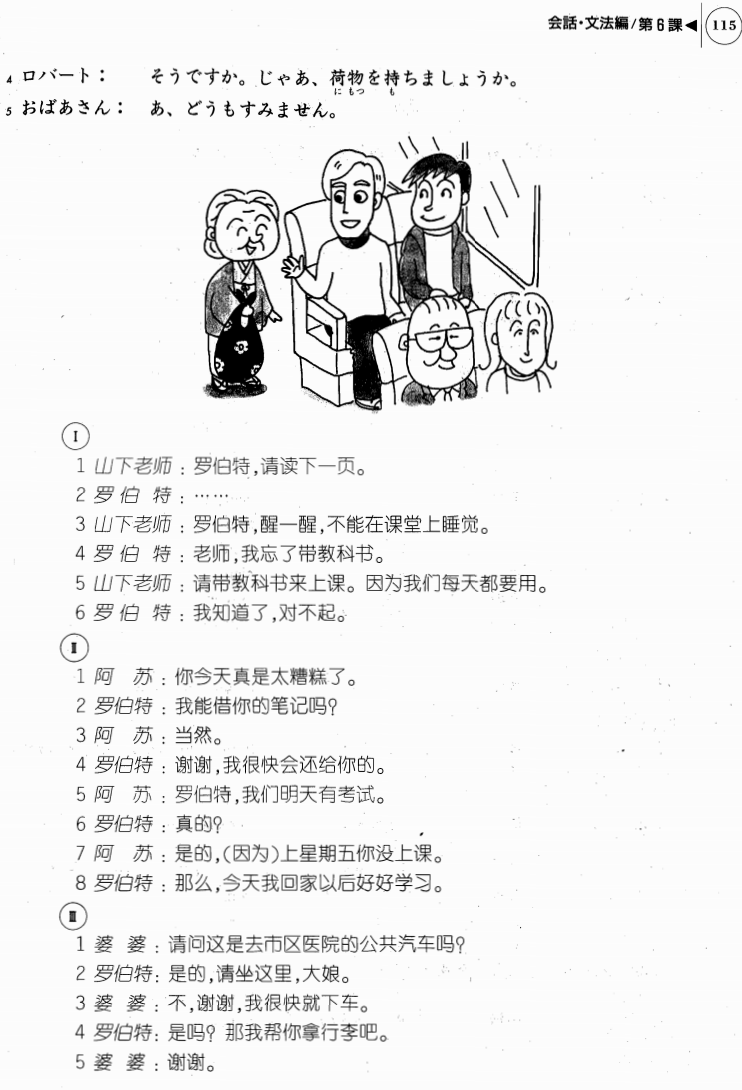 会話・文法編/第6課◀ 115
4 ロバート： そうですか。じゃあ、荷物を持ちましょうか。
にもつ も
5 おばあさん： あ、どうもすみません。
Ⅰ
1 山下老师：罗伯特,请读下一页。
2 罗伯特：……
3 山下老师：罗伯特,醒一醒,不能在课堂上睡觉。
4 罗伯特：老师,我忘了带教科书。
5 山下老师：请带教科书来上课。因为我们每天都要用。
6 罗伯特：我知道了,对不起。
Ⅱ
1 阿苏：你今天真是太糟糕了。
2 罗伯特：我能借你的笔记吗?
3 阿苏：当然。
4 罗伯特：谢谢,我很快会还给你的。
5 阿苏：罗伯特,我们明天有考试。
6 罗伯特：真的?
7 阿苏：是的,(因为)上星期五你没上课。
8 罗伯特：那么,今天我回家以后好好学习。
Ⅲ
1 婆婆：请问这是去市区医院的公共汽车吗?
2 罗伯特：是的,请坐这里,大娘。
3 婆婆：不,谢谢,我很快就下车。
4 罗伯特：是吗? 那我帮你拿行李吧。
5 婆婆：谢谢。